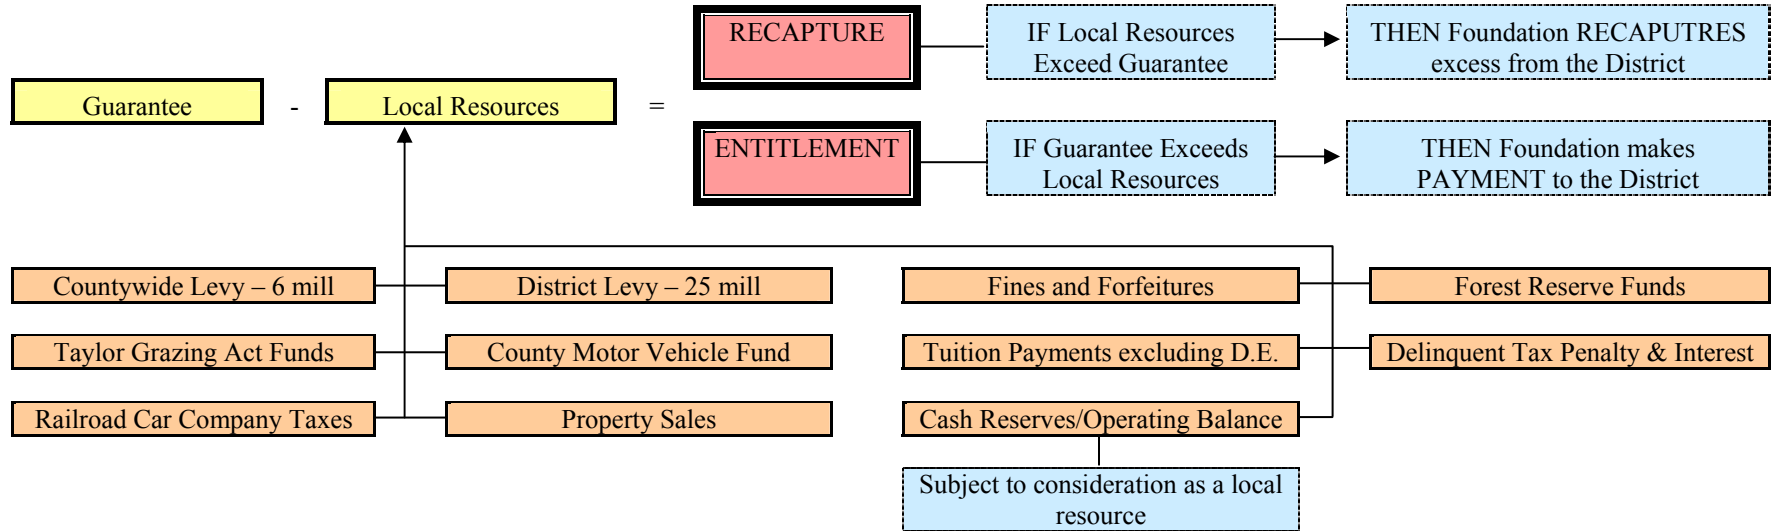 RECAPTURE
IF Local Resources
Exceed Guarantee
THEN Foundation RECAPUTRES
excess from the District
Guarantee
-
Local Resources
=
ENTITLEMENT
IF Guarantee Exceeds
Local Resources
THEN Foundation makes
PAYMENT to the District
Countywide Levy – 6 mill
District Levy – 25 mill
Fines and Forfeitures
Forest Reserve Funds
Taylor Grazing Act Funds
County Motor Vehicle Fund
Tuition Payments excluding D.E.
Delinquent Tax Penalty & Interest
Railroad Car Company Taxes
Property Sales
Cash Reserves/Operating Balance
Subject to consideration as a local
resource